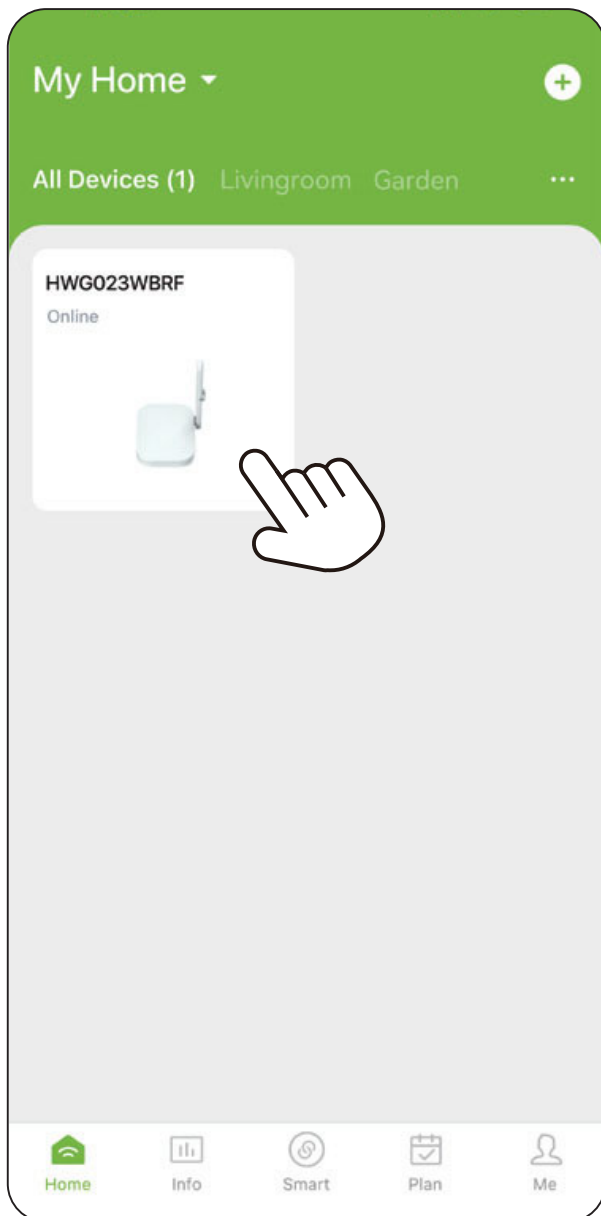 My Home
All Devices (1) Livingroom Garden
HWG023WBRF
Online
Home Info Smart Plan Me